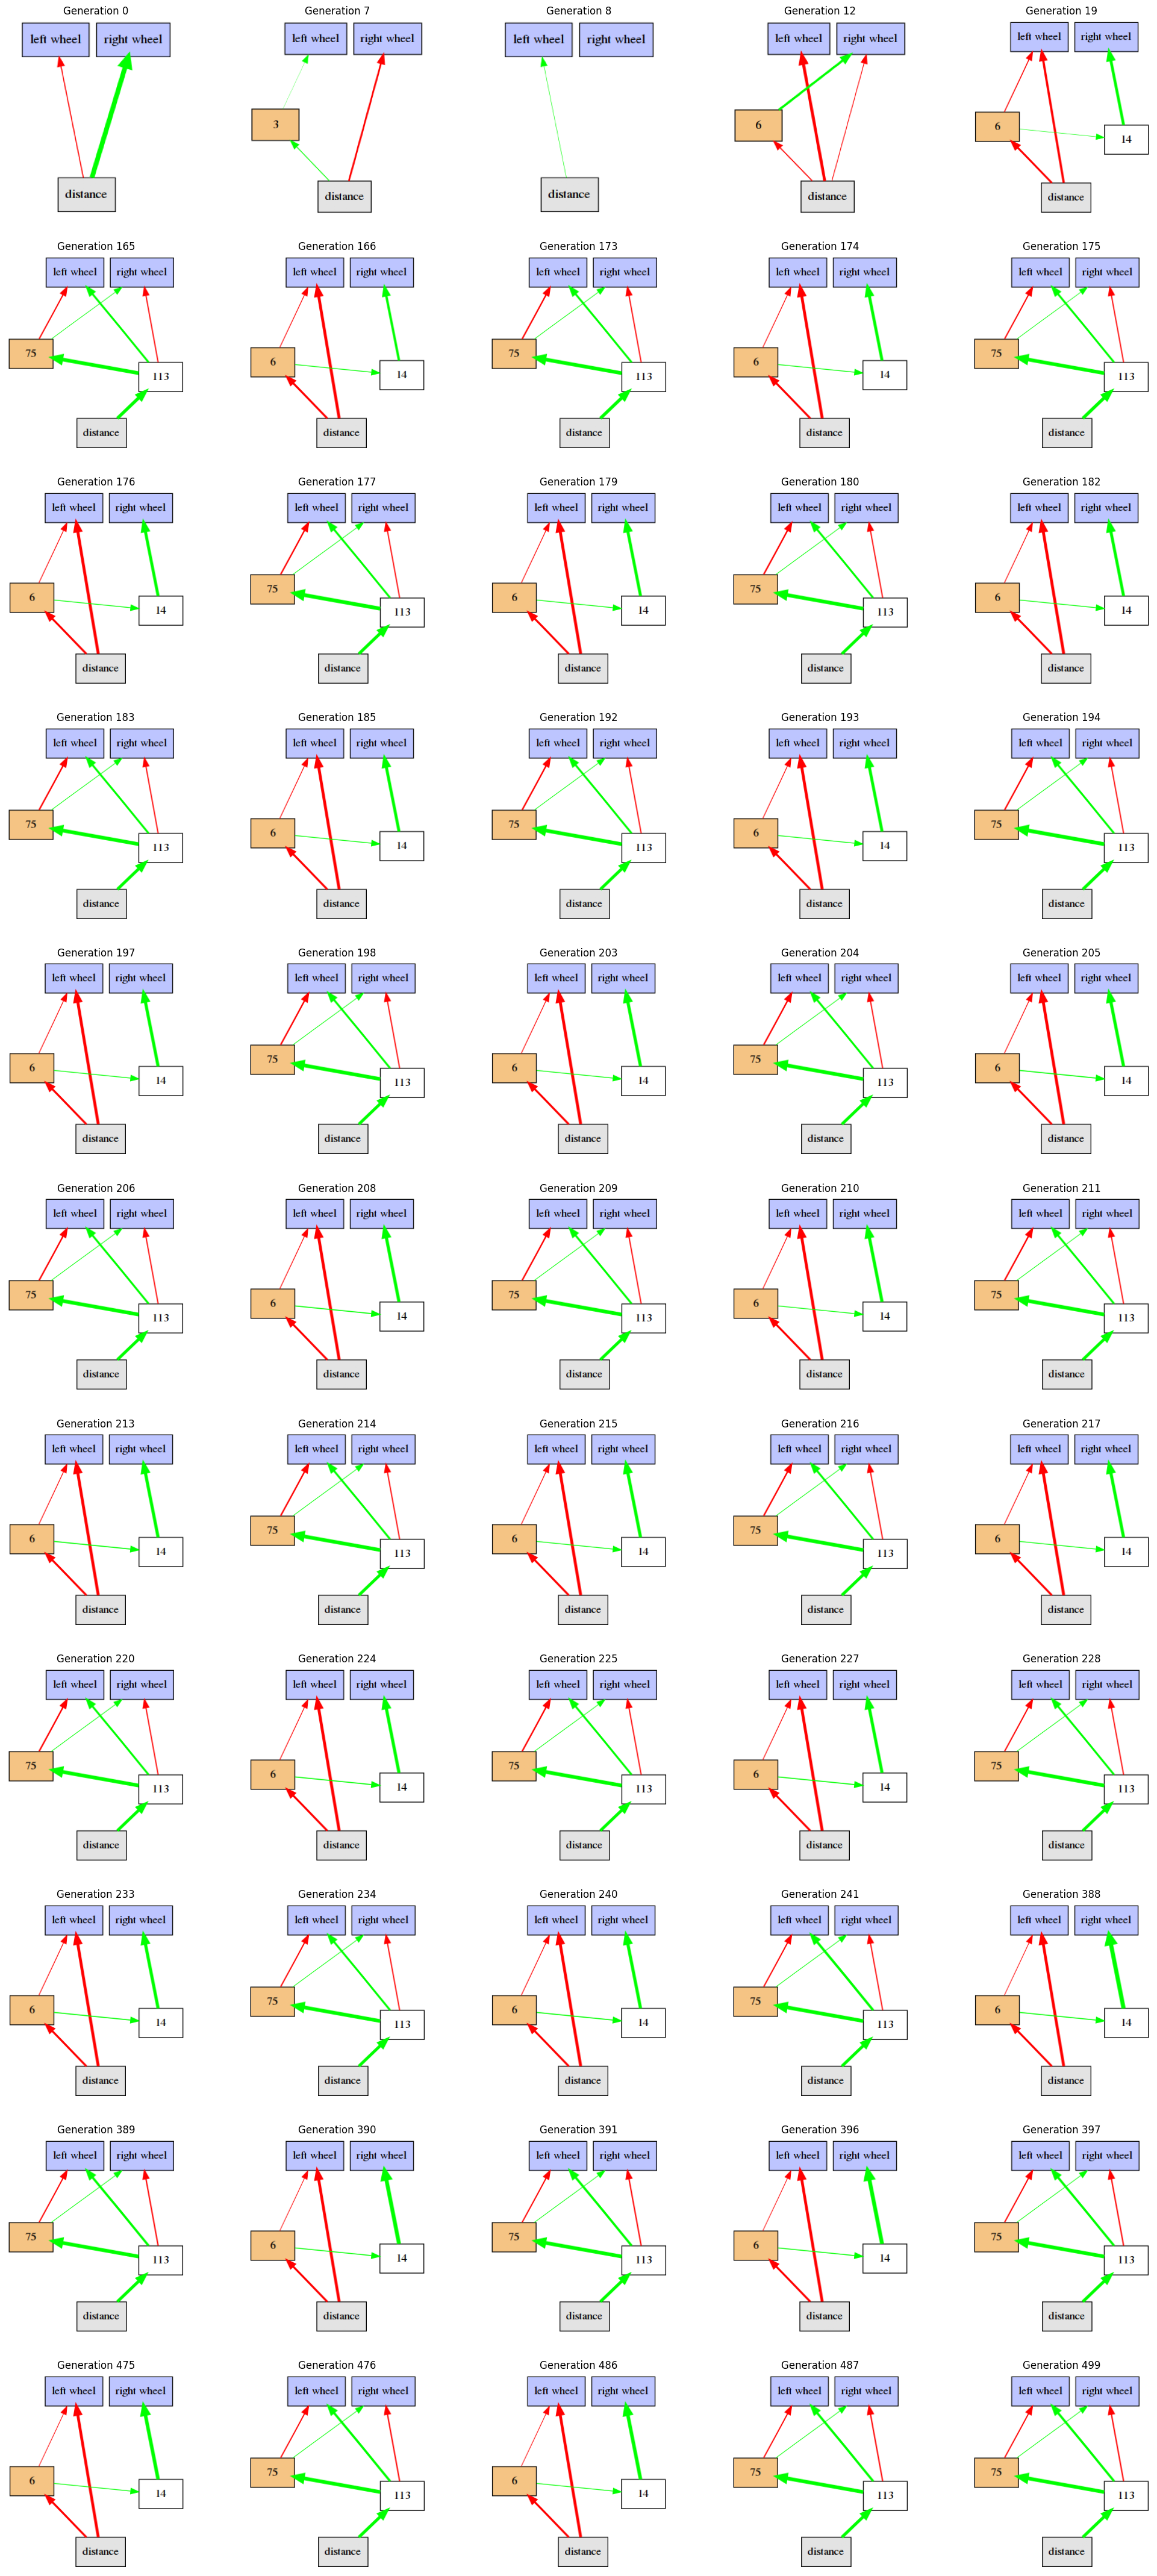 Generation 0 Generation 7 Generation 8 Generation 12 Generation 19
left wheel right wheel left wheel right wheel left wheel right wheel left wheel right wheel left wheel right wheel
3 6 6 14
distance distance distance distance distance
Generation 165 Generation 166 Generation 173 Generation 174 Generation 175
left wheel right wheel left wheel right wheel left wheel right wheel left wheel right wheel left wheel right wheel
75 113 6 14 75 113 6 14 75 113
distance distance distance distance distance
Generation 176 Generation 177 Generation 179 Generation 180 Generation 182
left wheel right wheel left wheel right wheel left wheel right wheel left wheel right wheel left wheel right wheel
6 14 75 113 6 14 75 113 6 14
distance distance distance distance distance
Generation 183 Generation 185 Generation 192 Generation 193 Generation 194
left wheel right wheel left wheel right wheel left wheel right wheel left wheel right wheel left wheel right wheel
75 113 6 14 75 113 6 14 75 113
distance distance distance distance distance
Generation 197 Generation 198 Generation 203 Generation 204 Generation 205
left wheel right wheel left wheel right wheel left wheel right wheel left wheel right wheel left wheel right wheel
6 14 75 113 6 14 75 113 6 14
distance distance distance distance distance
Generation 206 Generation 208 Generation 209 Generation 210 Generation 211
left wheel right wheel left wheel right wheel left wheel right wheel left wheel right wheel left wheel right wheel
75 113 6 14 75 113 6 14 75 113
distance distance distance distance distance
Generation 213 Generation 214 Generation 215 Generation 216 Generation 217
left wheel right wheel left wheel right wheel left wheel right wheel left wheel right wheel left wheel right wheel
6 14 75 113 6 14 75 113 6 14
distance distance distance distance distance
Generation 220 Generation 224 Generation 225 Generation 227 Generation 228
left wheel right wheel left wheel right wheel left wheel right wheel left wheel right wheel left wheel right wheel
75 113 6 14 75 113 6 14 75 113
distance distance distance distance distance
Generation 233 Generation 234 Generation 240 Generation 241 Generation 388
left wheel right wheel left wheel right wheel left wheel right wheel left wheel right wheel left wheel right wheel
6 14 75 113 6 14 75 113 6 14
distance distance distance distance distance
Generation 389 Generation 390 Generation 391 Generation 396 Generation 397
left wheel right wheel left wheel right wheel left wheel right wheel left wheel right wheel left wheel right wheel
75 113 6 14 75 113 6 14 75 113
distance distance distance distance distance
Generation 475 Generation 476 Generation 486 Generation 487 Generation 499
left wheel right wheel left wheel right wheel left wheel right wheel left wheel right wheel left wheel right wheel
6 14 75 113 6 14 75 113 75 113
distance distance distance distance distance